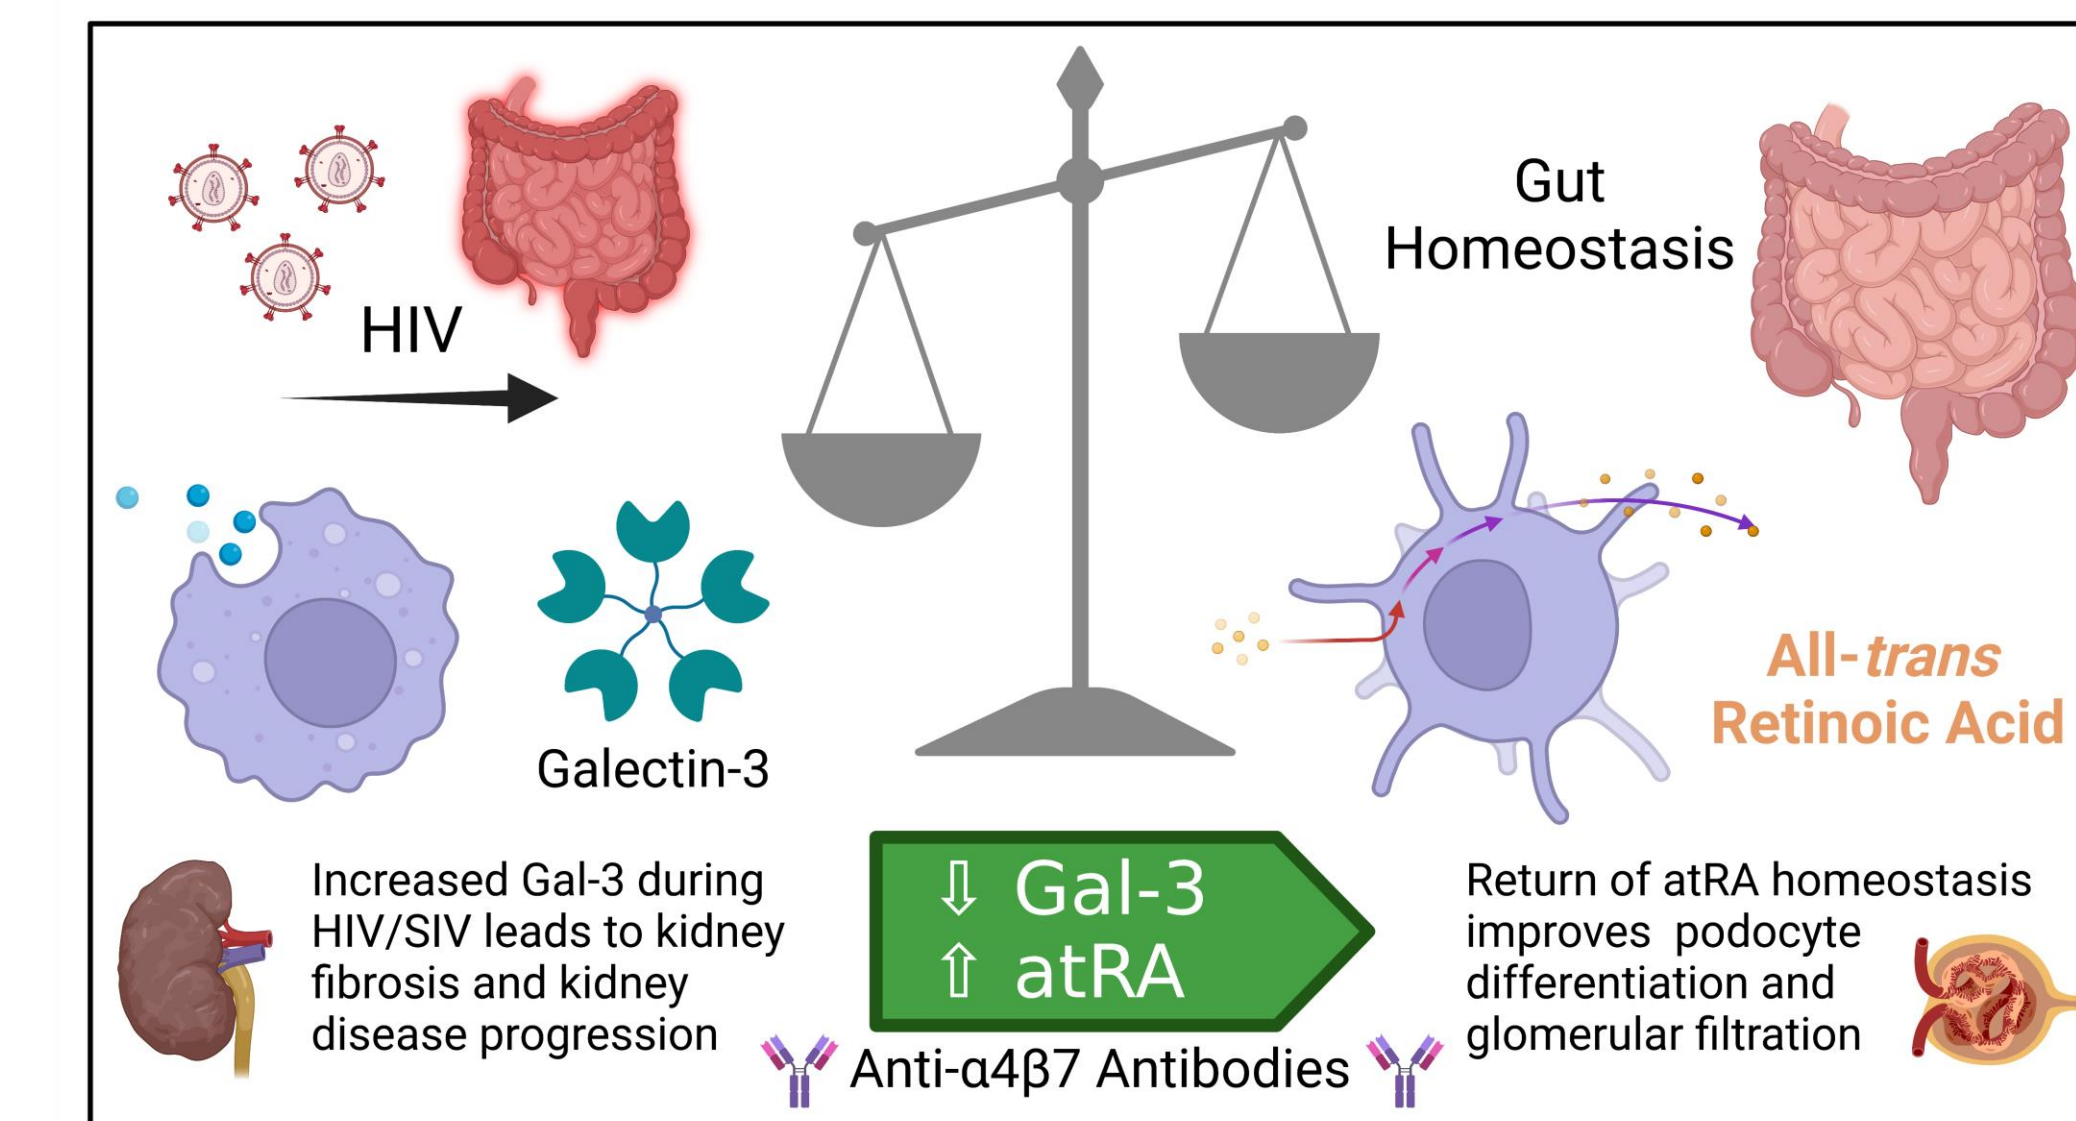 HIV
Gut
Homeostasis
Galectin-3
All-trans
Retinoic Acid
Increased Gal-3 during
HIV/SIV leads to kidney
fibrosis and kidney
disease progression
⇩ Gal-3
⇧ atRA
Anti-α4β7 Antibodies
Return of atRA homeostasis
improves podocyte
differentiation and
glomerular filtration